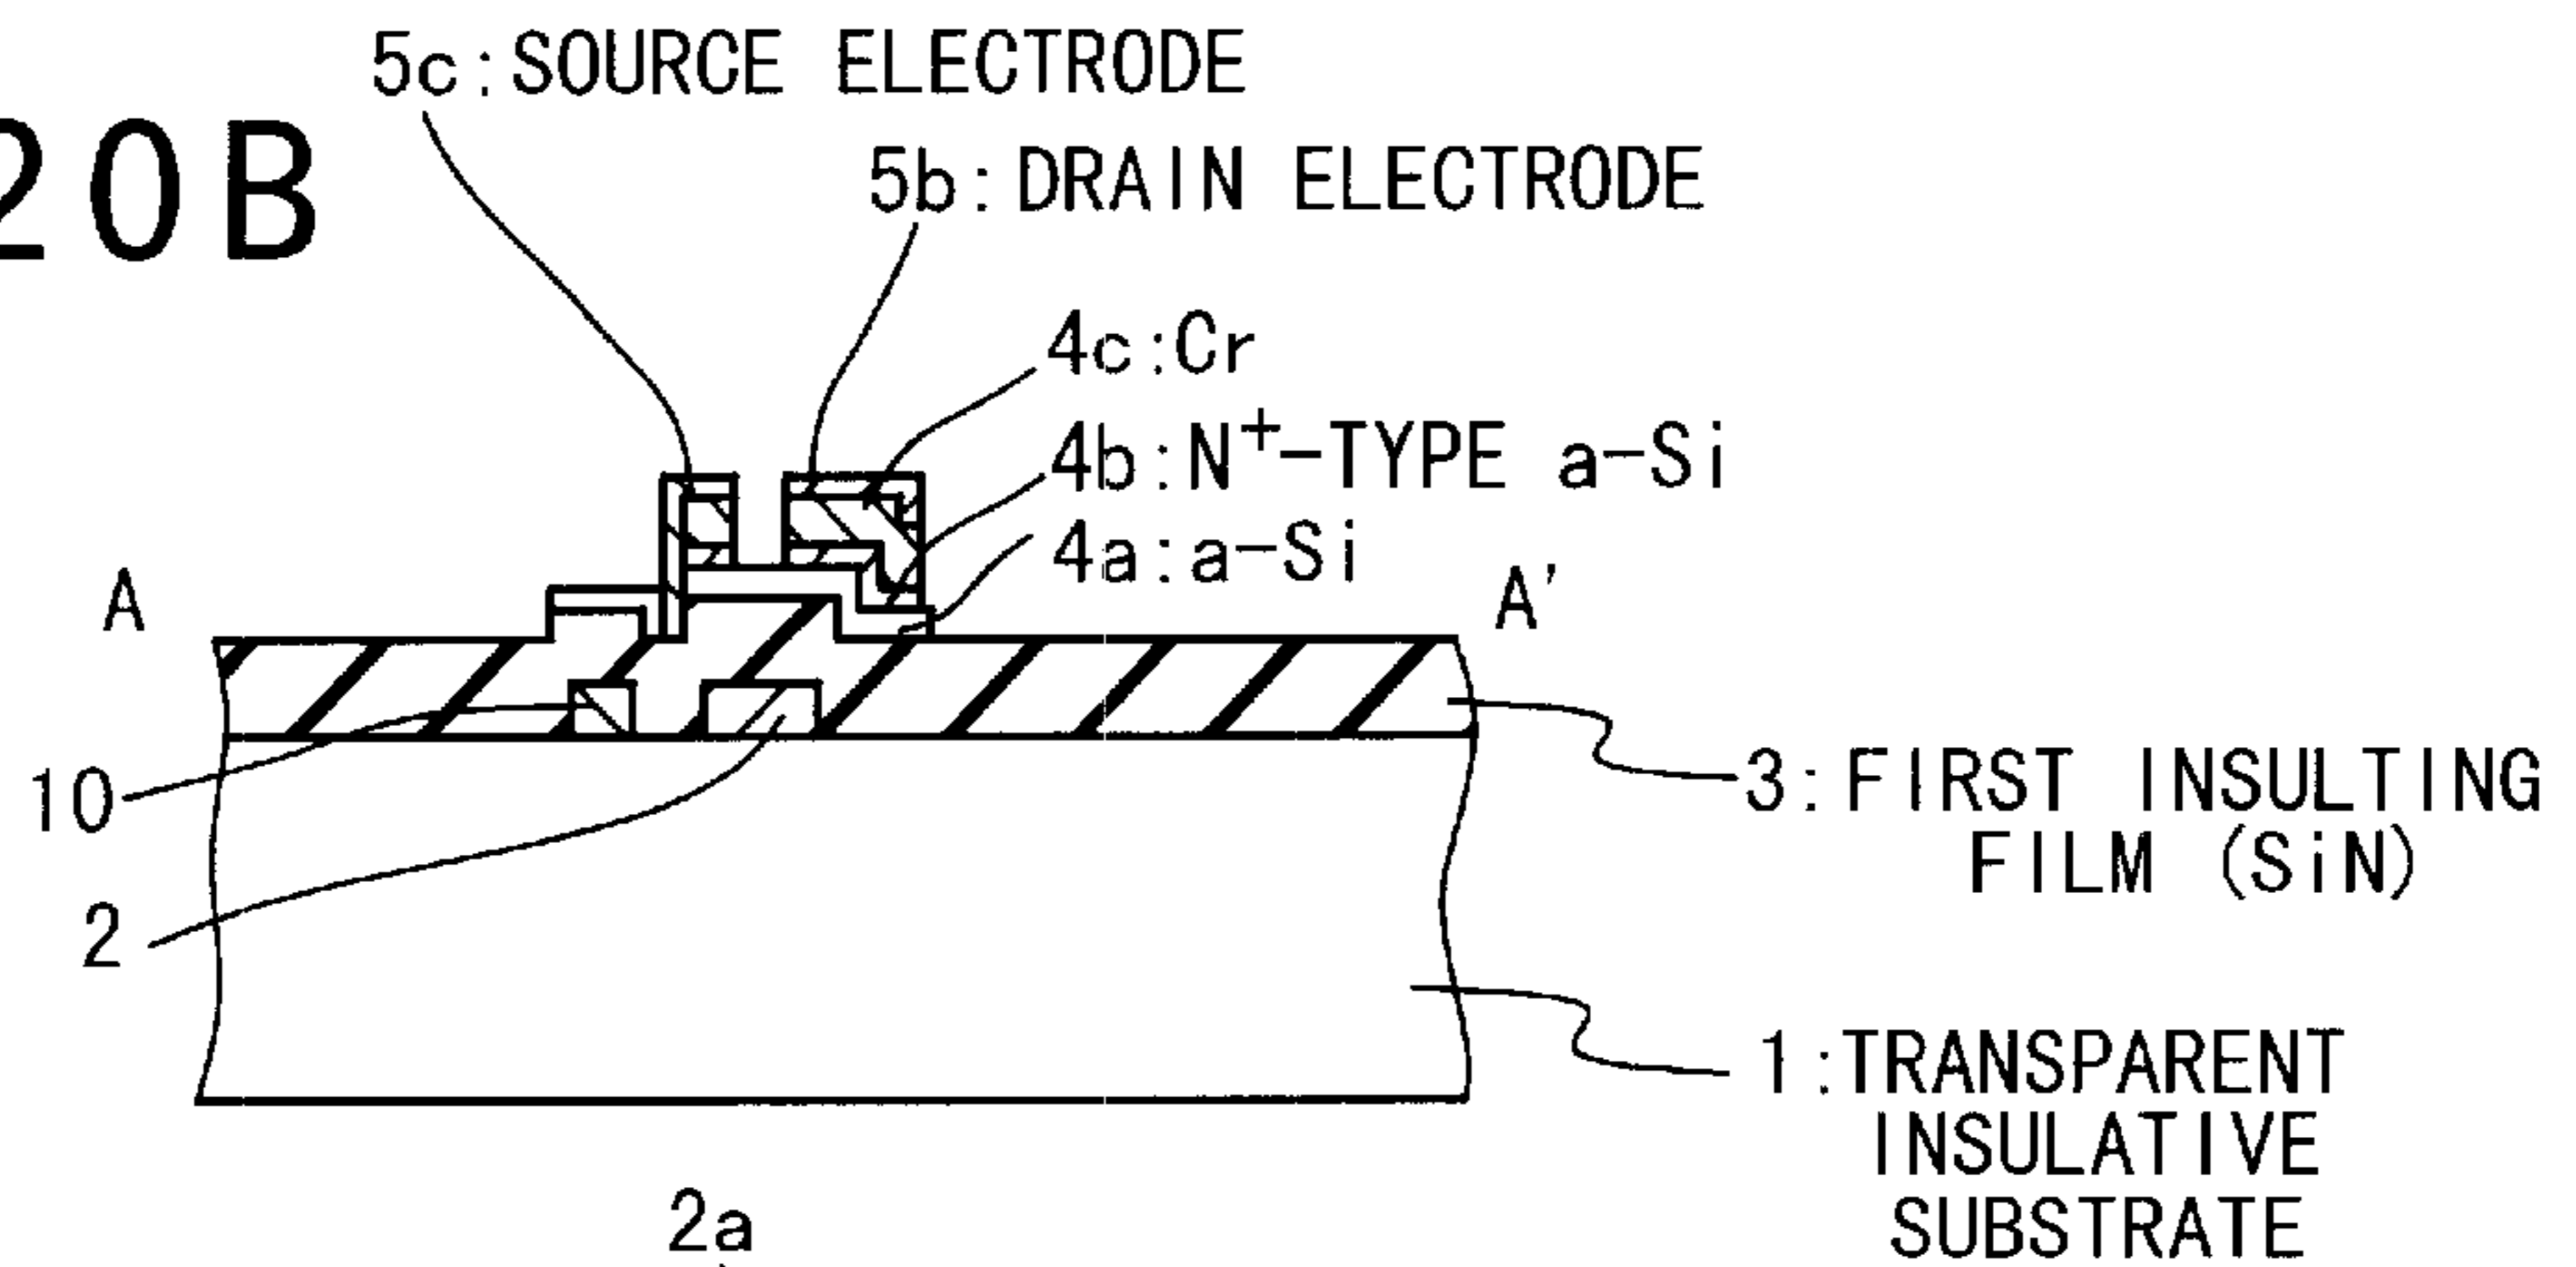 20B
5c:SOURCE ELECTRODE
5b:DRAIN ELECTRODE
4c:Cr
4b:N⁺-TYPE a-Si
4a:a-Si
A
A'
10
2
3:FIRST INSULTING
FILM (SiN)
1:TRANSPARENT
INSULATIVE
SUBSTRATE
2a